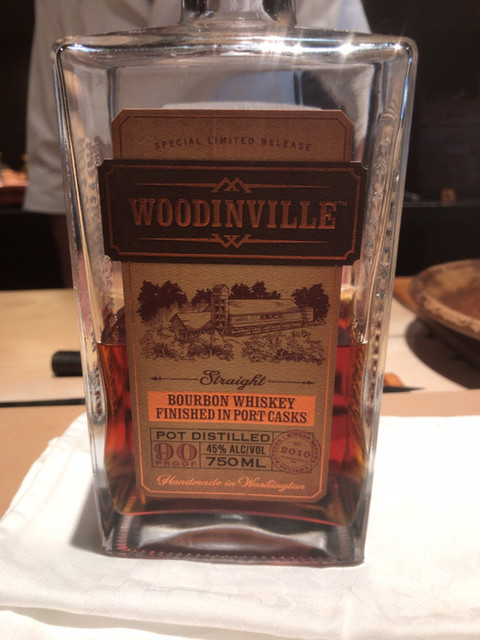 SPECIAL LIMITED RELEASE
WOODINVILLE™
Straight
BOURBON WHISKEY
FINISHED IN PORT CASKS
POT DISTILLED
90 PROOF
45% ALC/VOL
750 ML
2010
Handmade in Washington